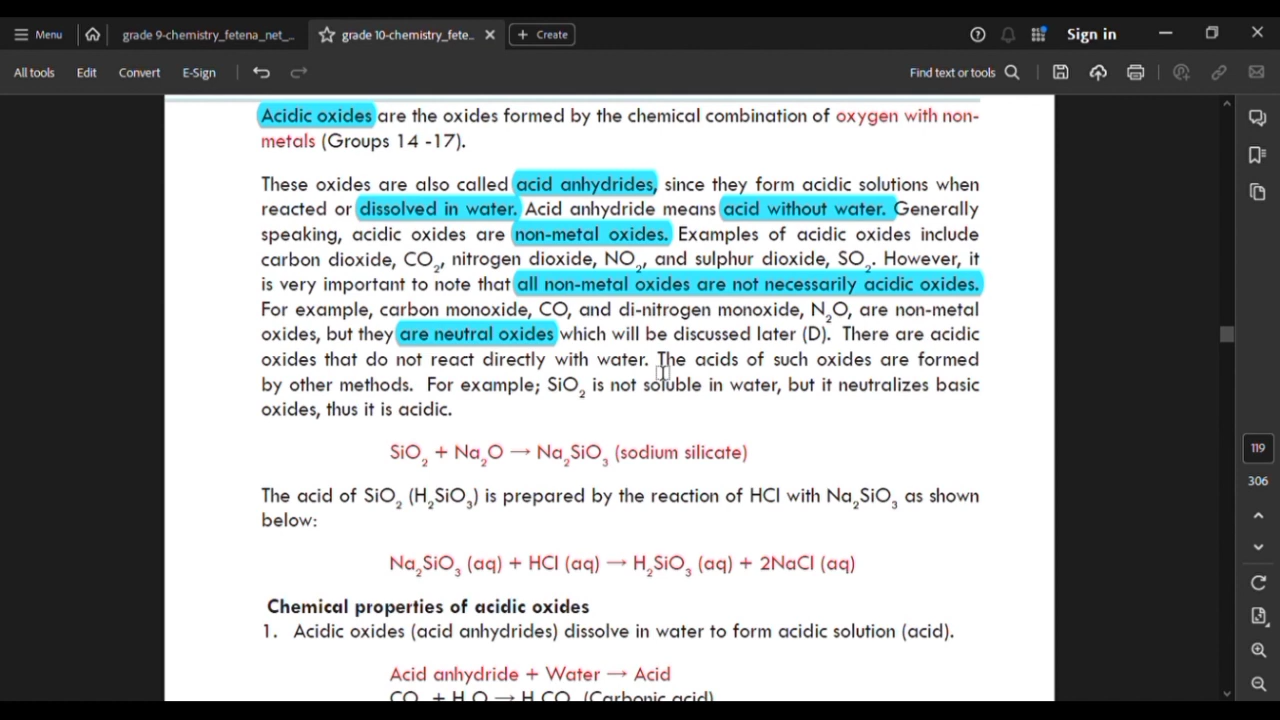 Menu
grade 9-chemistry_fetena_net_...
grade 10-chemistry_fete...
+ Create
Sign in
All tools Edit Convert E-Sign
Find text or tools
Acidic oxides are the oxides formed by the chemical combination of oxygen with non-
metals (Groups 14 -17).
These oxides are also called acid anhydrides, since they form acidic solutions when
reacted or dissolved in water. Acid anhydride means acid without water. Generally
speaking, acidic oxides are non-metal oxides. Examples of acidic oxides include
carbon dioxide, CO₂, nitrogen dioxide, NO₂, and sulphur dioxide, SO₂. However, it
is very important to note that all non-metal oxides are not necessarily acidic oxides.
For example, carbon monoxide, CO, and di-nitrogen monoxide, N₂O, are non-metal
oxides, but they are neutral oxides which will be discussed later (D). There are acidic
oxides that do not react directly with water. The acids of such oxides are formed
by other methods. For example; SiO₂ is not soluble in water, but it neutralizes basic
oxides, thus it is acidic.
SiO₂ + Na₂O → Na₂SiO₃ (sodium silicate)
The acid of SiO₂ (H₂SiO₃) is prepared by the reaction of HCl with Na₂SiO₃ as shown
below:
Na₂SiO₃ (aq) + HCl (aq) → H₂SiO₃ (aq) + 2NaCl (aq)
Chemical properties of acidic oxides
1. Acidic oxides (acid anhydrides) dissolve in water to form acidic solution (acid).
Acid anhydride + Water → Acid
CO + H O → H CO (Carbonic acid)
119
306